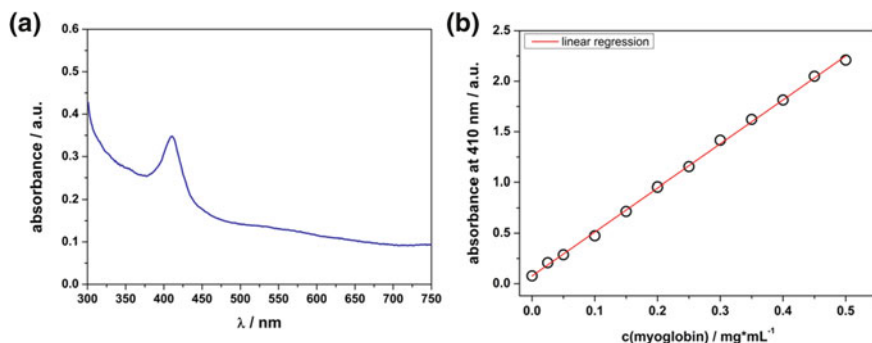 (a)
0.6
0.5
0.4
0.3
0.2
0.1
0.0
absorbance / a.u.
300 350 400 450 500 550 600 650 700 750
λ / nm
(b)
linear regression
2.5
2.0
1.5
1.0
0.5
0.0
absorbance at 410 nm / a.u.
0.0 0.1 0.2 0.3 0.4 0.5
c(myoglobin) / mg*mL⁻¹